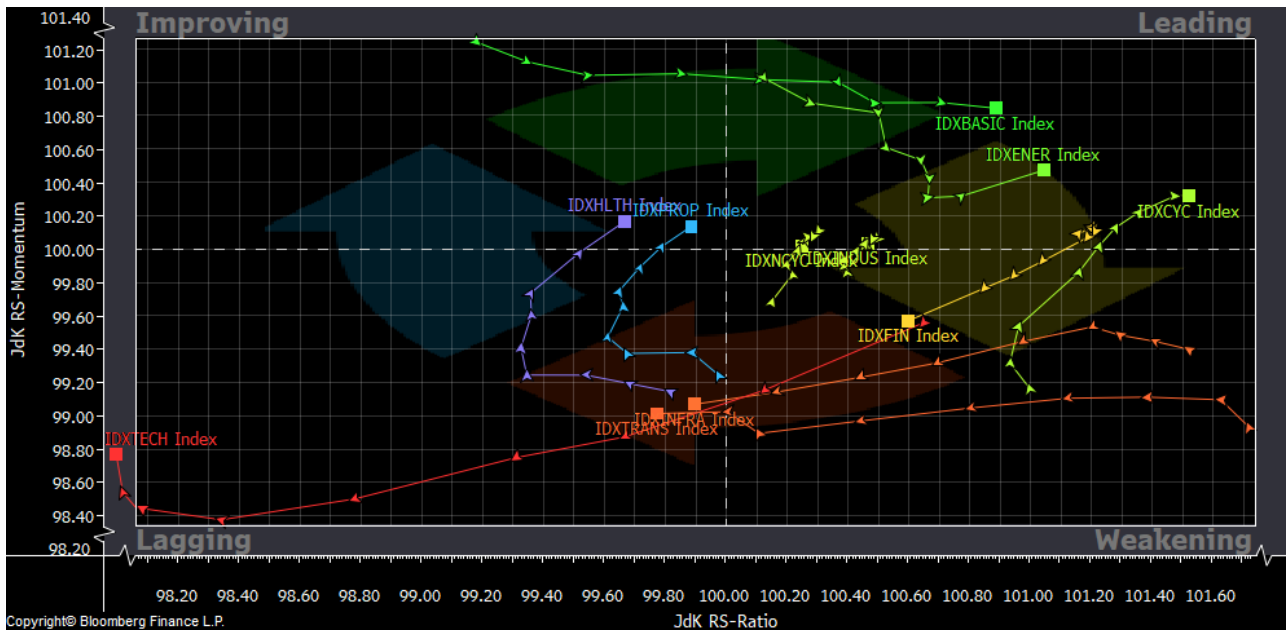 Improving
Leading
101.40
101.20
101.00
100.80
100.60
100.40
100.20
100.00
99.80
99.60
99.40
99.20
99.00
98.80
98.60
98.40
98.20
JdK RS-Momentum
IDXBASIC Index
IDXENER Index
IDXHLTH Index
IDXPROP Index
IDXCYC Index
IDXNCYC Index
IDXINDUS Index
IDXFIN Index
IDXINFRA Index
IDXTRANS Index
IDXTECH Index
Lagging
Weakening
98.20 98.40 98.60 98.80 99.00 99.20 99.40 99.60 99.80 100.00 100.20 100.40 100.60 100.80 101.00 101.20 101.40 101.60
Copyright© Bloomberg Finance L.P.
JdK RS-Ratio